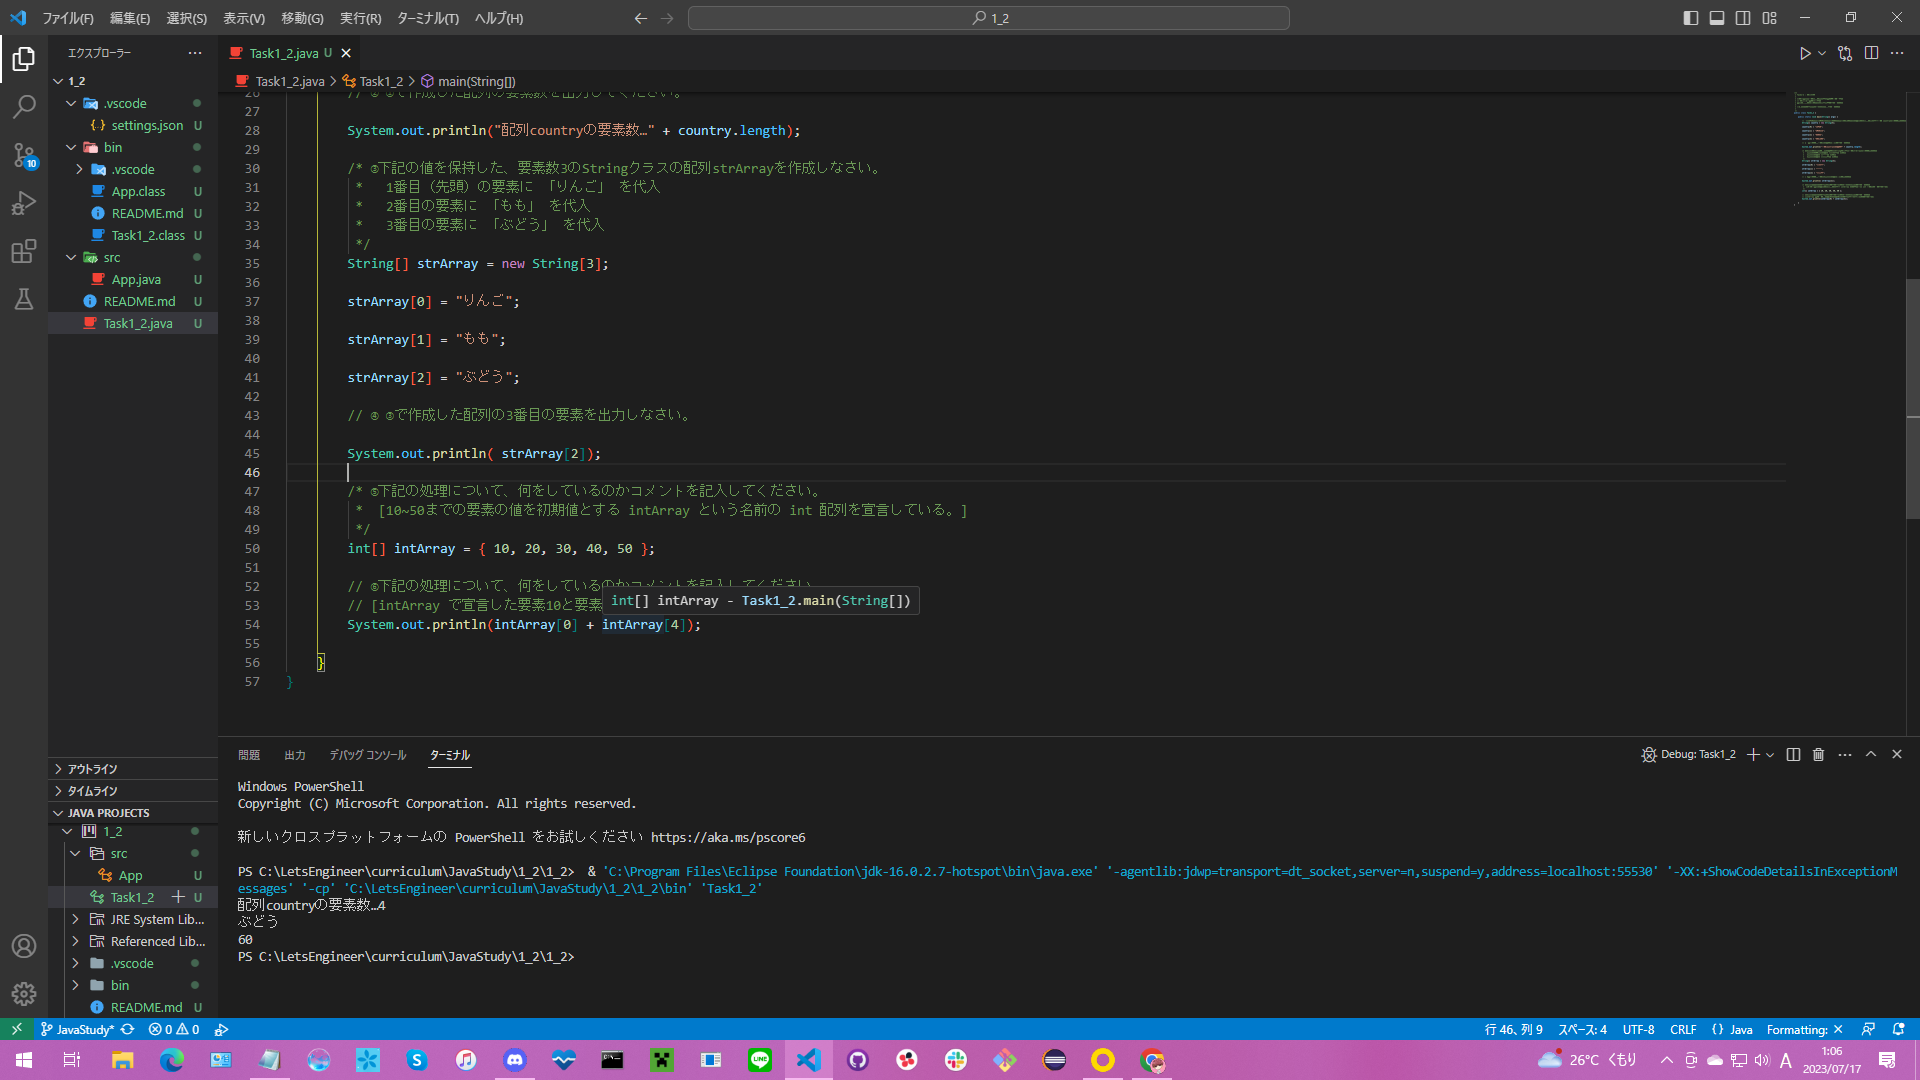 ファイル(F) 編集(E) 選択(S) 表示(V) 移動(G) 実行(R) ターミナル(T) ヘルプ(H)
1_2
エクスプローラー
Task1_2.java U
1_2
Task1_2.java > Task1_2 > main(String[])
.vscode
settings.json U
bin
.vscode
App.class U
README.md U
Task1_2.class U
src
App.java U
README.md U
Task1_2.java U
10
27
28 System.out.println("配列countryの要素数…" + country.length);
29
30 /* ③下記の値を保持した、要素数3のStringクラスの配列strArrayを作成しなさい。
31 * 1番目（先頭）の要素に 「りんご」 を代入
32 * 2番目の要素に 「もも」 を代入
33 * 3番目の要素に 「ぶどう」 を代入
34 */
35 String[] strArray = new String[3];
36
37 strArray[0] = "りんご";
38
39 strArray[1] = "もも";
40
41 strArray[2] = "ぶどう";
42
43 // ④ ③で作成した配列の3番目の要素を出力しなさい。
44
45 System.out.println( strArray[2]);
46
47 /* ⑤下記の処理について、何をしているのかコメントを記入してください。
48 * [10~50までの要素の値を初期値とする intArray という名前の int 配列を宣言している。]
49 */
50 int[] intArray = { 10, 20, 30, 40, 50 };
51
52 // ⑥下記の処理について、何をしているのかコメントを記入してください
int[] intArray - Task1_2.main(String[])
53 // [intArray で宣言した要素10と要素
54 System.out.println(intArray[0] + intArray[4]);
55
56 }
57 }
アウトライン
タイムライン
JAVA PROJECTS
1_2
src
App U
Task1_2 U
JRE System Lib...
Referenced Lib...
.vscode
bin
README.md U
問題 出力 デバッグ コンソール ターミナル
Debug: Task1_2
Windows PowerShell
Copyright (C) Microsoft Corporation. All rights reserved.
新しいクロスプラットフォームの PowerShell をお試しください https://aka.ms/pscore6
PS C:\LetsEngineer\curriculum\JavaStudy\1_2\1_2> & 'C:\Program Files\Eclipse Foundation\jdk-16.0.2.7-hotspot\bin\java.exe' '-agentlib:jdwp=transport=dt_socket,server=n,suspend=y,address=localhost:55530' '-XX:+ShowCodeDetailsInExceptionM
essages' '-cp' 'C:\LetsEngineer\curriculum\JavaStudy\1_2\1_2\bin' 'Task1_2'
配列countryの要素数…4
ぶどう
60
PS C:\LetsEngineer\curriculum\JavaStudy\1_2\1_2>
JavaStudy* 0 0
行 46、列 9 スペース: 4 UTF-8 CRLF {} Java Formatting: ✕
26°C くもり
A
1:06
2023/07/17